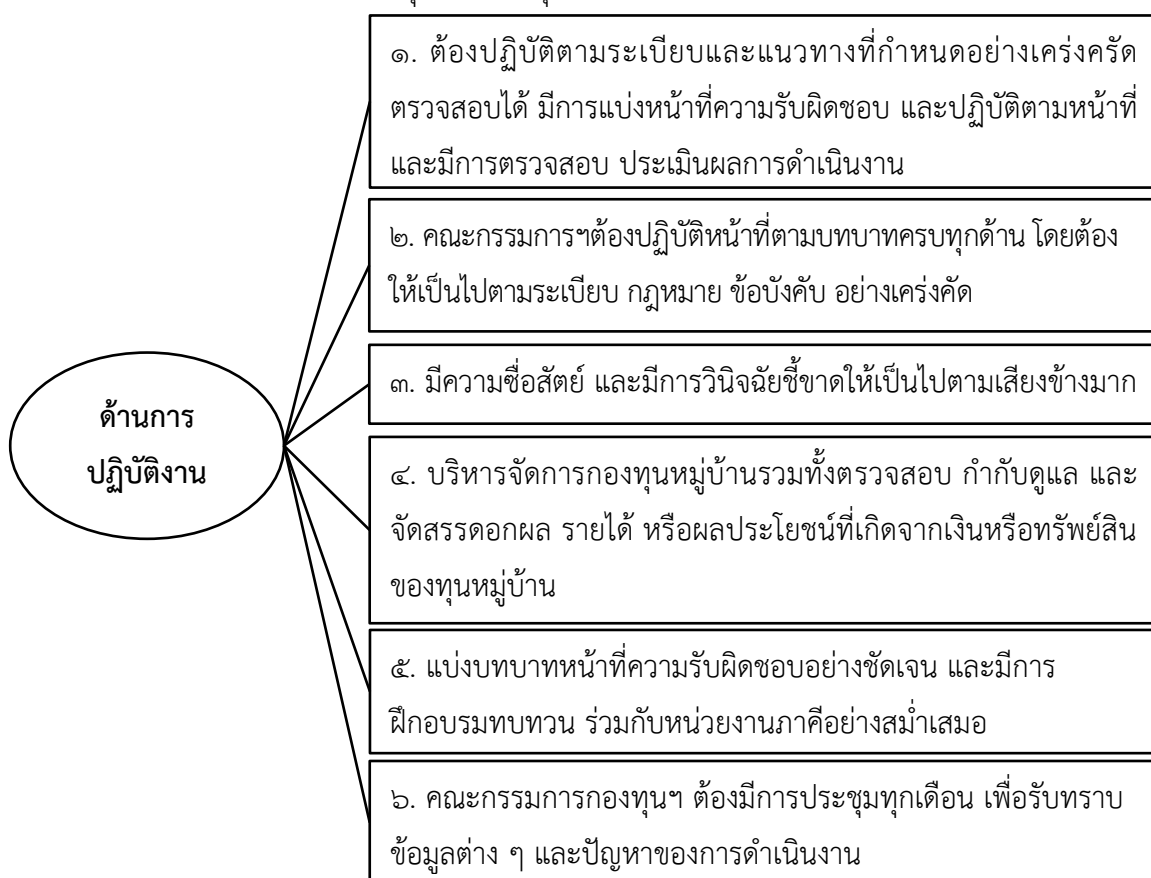 ๑. ต้องปฏิบัติตามระเบียบและแนวทางที่กำหนดอย่างเคร่งครัด
ตรวจสอบได้ มีการแบ่งหน้าที่ความรับผิดชอบ และปฏิบัติตามหน้าที่
และมีการตรวจสอบ ประเมินผลการดำเนินงาน
๒. คณะกรรมการฯต้องปฏิบัติหน้าที่ตามบทบาทครบทุกด้าน โดยต้อง
ให้เป็นไปตามระเบียบ กฎหมาย ข้อบังคับ อย่างเคร่งคัด
๓. มีความซื่อสัตย์ และมีการวินิจฉัยชี้ขาดให้เป็นไปตามเสียงข้างมาก
ด้านการ
ปฏิบัติงาน
๔. บริหารจัดการกองทุนหมู่บ้านรวมทั้งตรวจสอบ กำกับดูแล และ
จัดสรรดอกผล รายได้ หรือผลประโยชน์ที่เกิดจากเงินหรือทรัพย์สิน
ของทุนหมู่บ้าน
๕. แบ่งบทบาทหน้าที่ความรับผิดชอบอย่างชัดเจน และมีการ
ฝึกอบรมทบทวน ร่วมกับหน่วยงานภาคีอย่างสม่ำเสมอ
๖. คณะกรรมการกองทุนฯ ต้องมีการประชุมทุกเดือน เพื่อรับทราบ
ข้อมูลต่าง ๆ และปัญหาของการดำเนินงาน